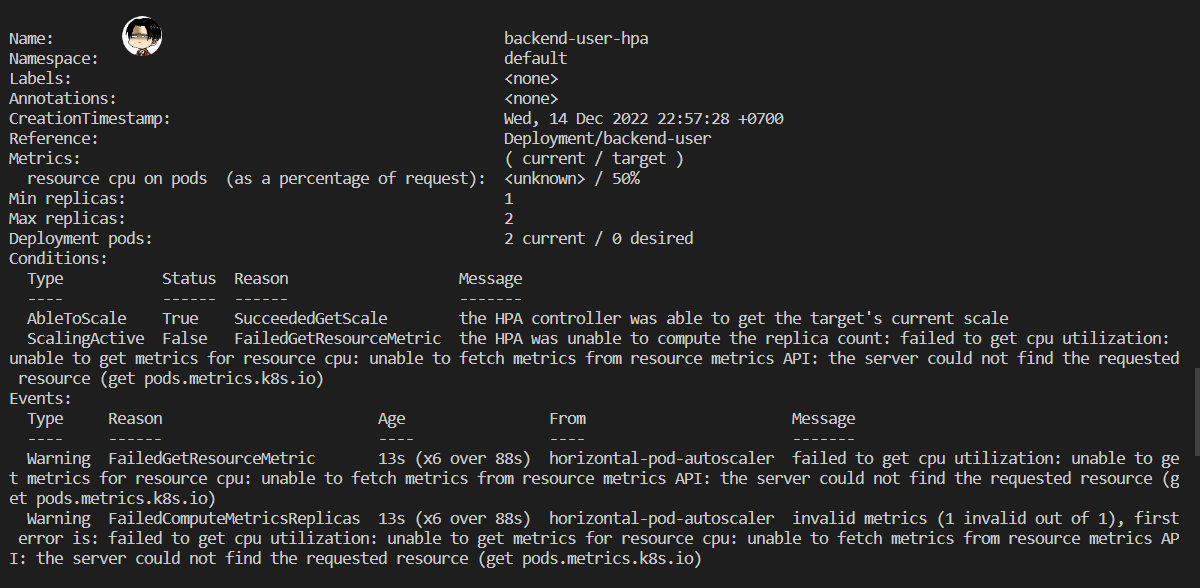 Name: backend-user-hpa
Namespace: default
Labels: <none>
Annotations: <none>
CreationTimestamp: Wed, 14 Dec 2022 22:57:28 +0700
Reference: Deployment/backend-user
Metrics: ( current / target )
resource cpu on pods (as a percentage of request): <unknown> / 50%
Min replicas: 1
Max replicas: 2
Deployment pods: 2 current / 0 desired
Conditions:
Type Status Reason Message
---- ------ ------ -------
AbleToScale True SucceededGetScale the HPA controller was able to get the target's current scale
ScalingActive False FailedGetResourceMetric the HPA was unable to compute the replica count: failed to get cpu utilization:
unable to get metrics for resource cpu: unable to fetch metrics from resource metrics API: the server could not find the requested
resource (get pods.metrics.k8s.io)
Events:
Type Reason Age From Message
---- ------ ---- ---- -------
Warning FailedGetResourceMetric 13s (x6 over 88s) horizontal-pod-autoscaler failed to get cpu utilization: unable to ge
t metrics for resource cpu: unable to fetch metrics from resource metrics API: the server could not find the requested resource (g
et pods.metrics.k8s.io)
Warning FailedComputeMetricsReplicas 13s (x6 over 88s) horizontal-pod-autoscaler invalid metrics (1 invalid out of 1), first
error is: failed to get cpu utilization: unable to get metrics for resource cpu: unable to fetch metrics from resource metrics AP
I: the server could not find the requested resource (get pods.metrics.k8s.io)